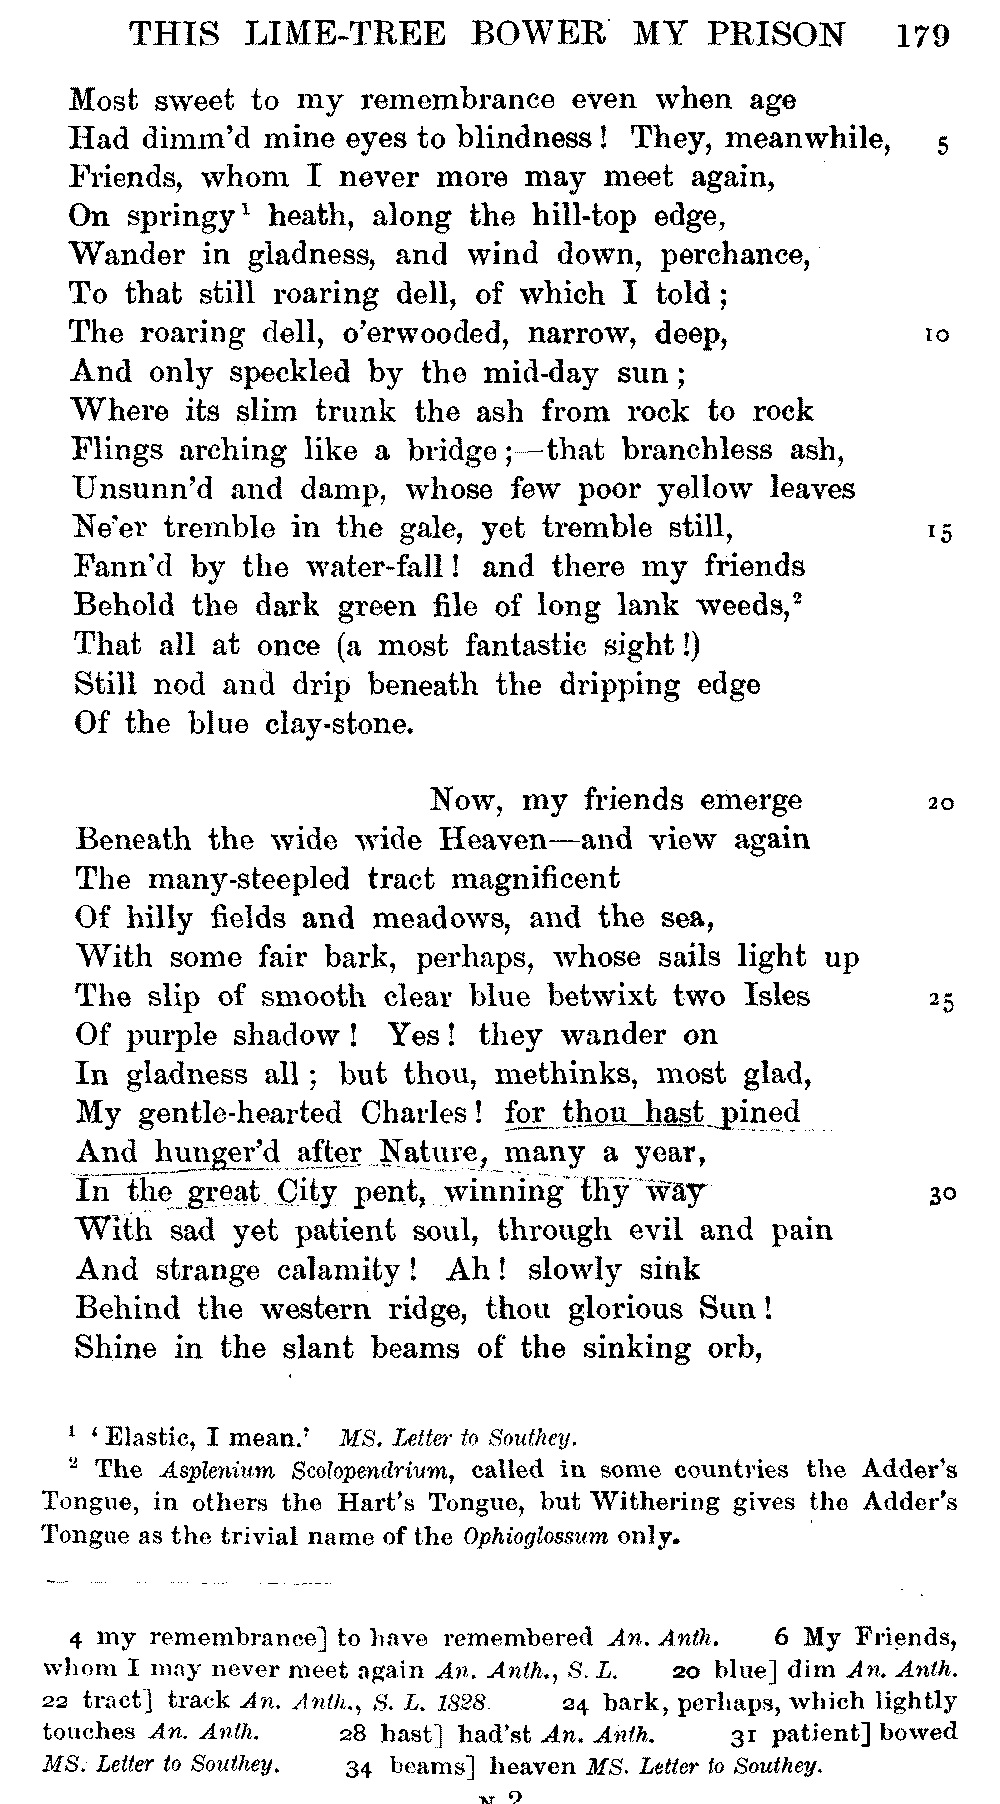 THIS LIME-TREE BOWER MY PRISON 179
Most sweet to my remembrance even when age
Had dimm'd mine eyes to blindness! They, meanwhile, 5
Friends, whom I never more may meet again,
On springy¹ heath, along the hill-top edge,
Wander in gladness, and wind down, perchance,
To that still roaring dell, of which I told;
The roaring dell, o'erwooded, narrow, deep, 10
And only speckled by the mid-day sun;
Where its slim trunk the ash from rock to rock
Flings arching like a bridge;—that branchless ash,
Unsunn'd and damp, whose few poor yellow leaves
Ne'er tremble in the gale, yet tremble still, 15
Fann'd by the water-fall! and there my friends
Behold the dark green file of long lank weeds,²
That all at once (a most fantastic sight!)
Still nod and drip beneath the dripping edge
Of the blue clay-stone.
Now, my friends emerge 20
Beneath the wide wide Heaven—and view again
The many-steepled tract magnificent
Of hilly fields and meadows, and the sea,
With some fair bark, perhaps, whose sails light up
The slip of smooth clear blue betwixt two Isles 25
Of purple shadow! Yes! they wander on
In gladness all; but thou, methinks, most glad,
My gentle-hearted Charles! for thou hast pined
And hunger'd after Nature, many a year,
In the great City pent, winning thy way 30
With sad yet patient soul, through evil and pain
And strange calamity! Ah! slowly sink
Behind the western ridge, thou glorious Sun!
Shine in the slant beams of the sinking orb,
¹ 'Elastic, I mean.' MS. Letter to Southey.
² The Asplenium Scolopendrium, called in some countries the Adder's
Tongue, in others the Hart's Tongue, but Withering gives the Adder's
Tongue as the trivial name of the Ophioglossum only.
4 my remembrance] to have remembered An. Anth. 6 My Friends,
whom I may never meet again An. Anth., S. L. 20 blue] dim An. Anth.
22 tract] track An. Anth., S. L. 1828. 24 bark, perhaps, which lightly
touches An. Anth. 28 hast] had'st An. Anth. 31 patient] bowed
MS. Letter to Southey. 34 beams] heaven MS. Letter to Southey.
N 2